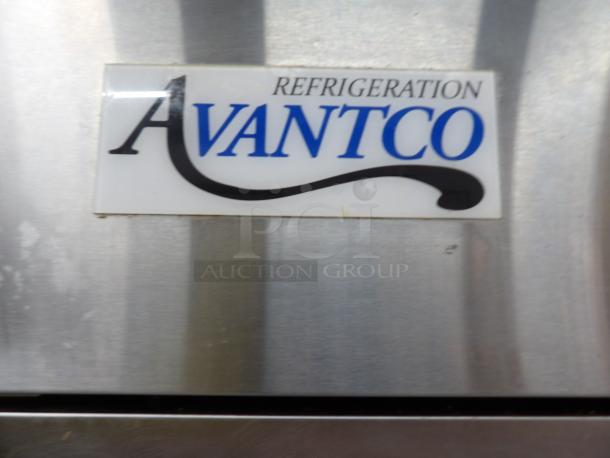 REFRIGERATION
AVANTCO
PCI
AUCTION GROUP